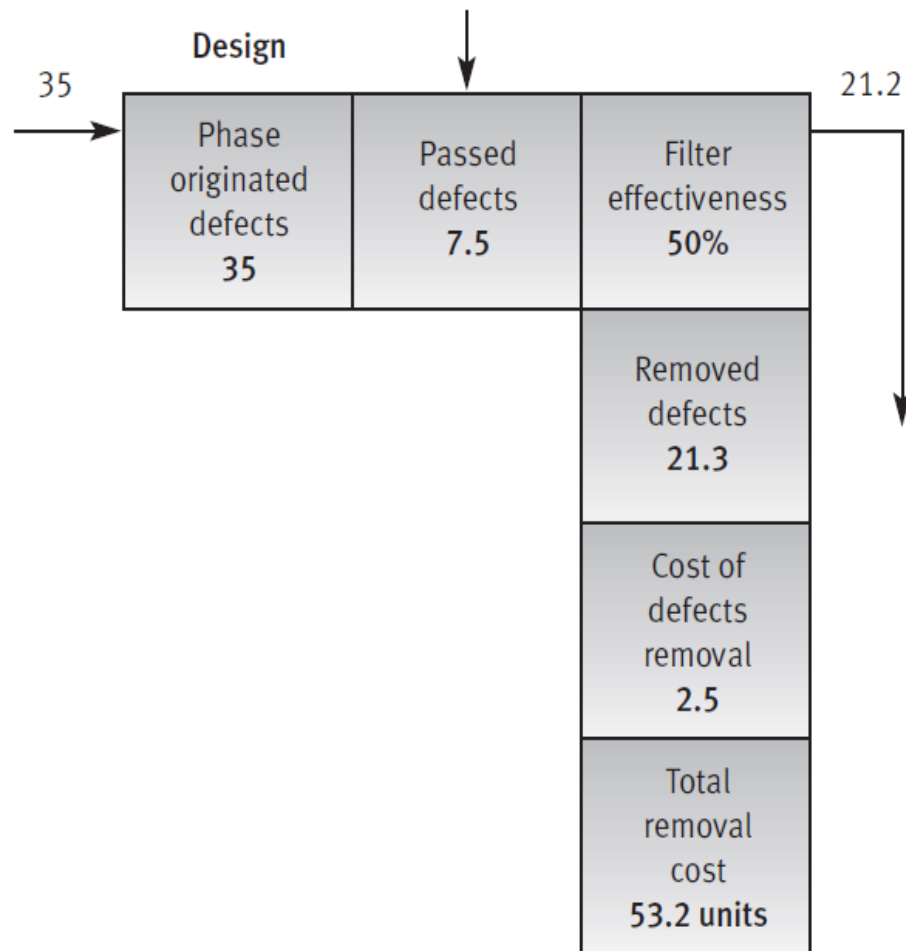 Design
35
21.2
Phase
originated
defects
35
Passed
defects
7.5
Filter
effectiveness
50%
Removed
defects
21.3
Cost of
defects
removal
2.5
Total
removal
cost
53.2 units